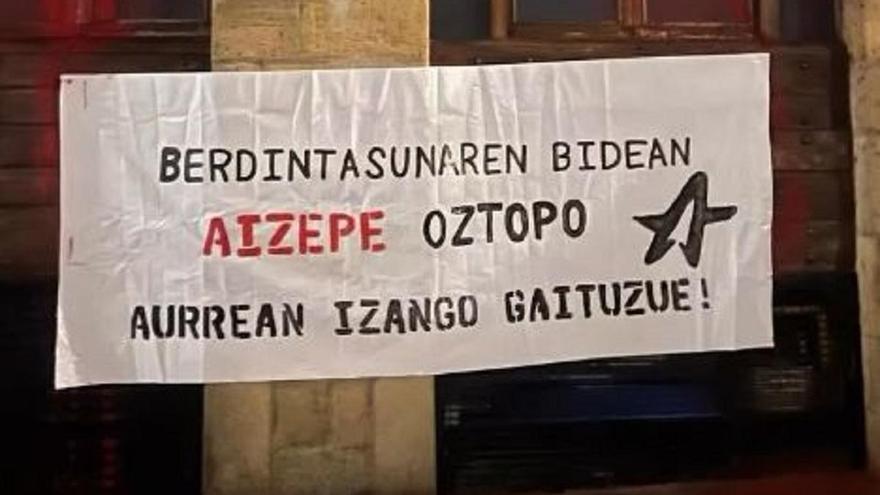 BERDINTASUNAREN BIDEAN
AIZEPE OZTOPO
AURREAN IZANGO GAITUZUE!